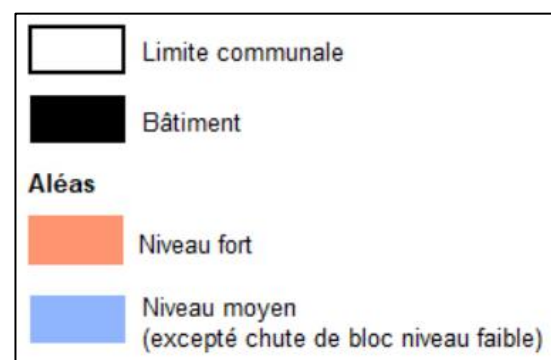 Limite communale
Bâtiment
Aléas
Niveau fort
Niveau moyen
(excepté chute de bloc niveau faible)